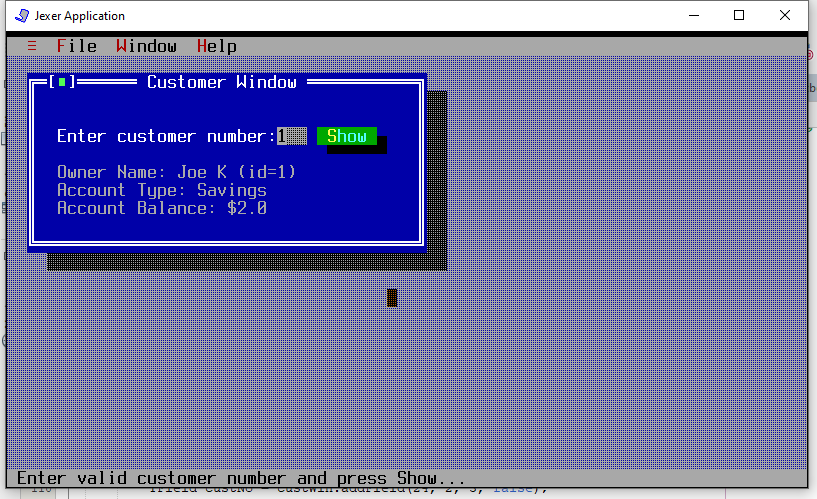 Jexer Application
≡ File Window Help
Customer Window
Enter customer number:1 Show
Owner Name: Joe K (id=1)
Account Type: Savings
Account Balance: $2.0
Enter valid customer number and press Show...